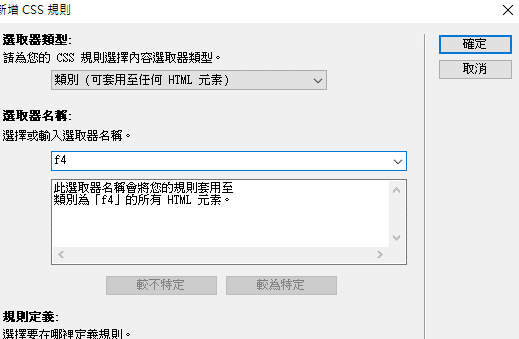 新增 CSS 規則
選取器類型:
請為您的 CSS 規則選擇內容選取器類型。
類別 (可套用至任何 HTML 元素)
確定
取消
選取器名稱:
選擇或輸入選取器名稱。
f4
此選取器名稱會將您的規則套用至
類別為「f4」的所有 HTML 元素。
較不特定
較為特定
規則定義:
選擇要在哪裡定義規則。